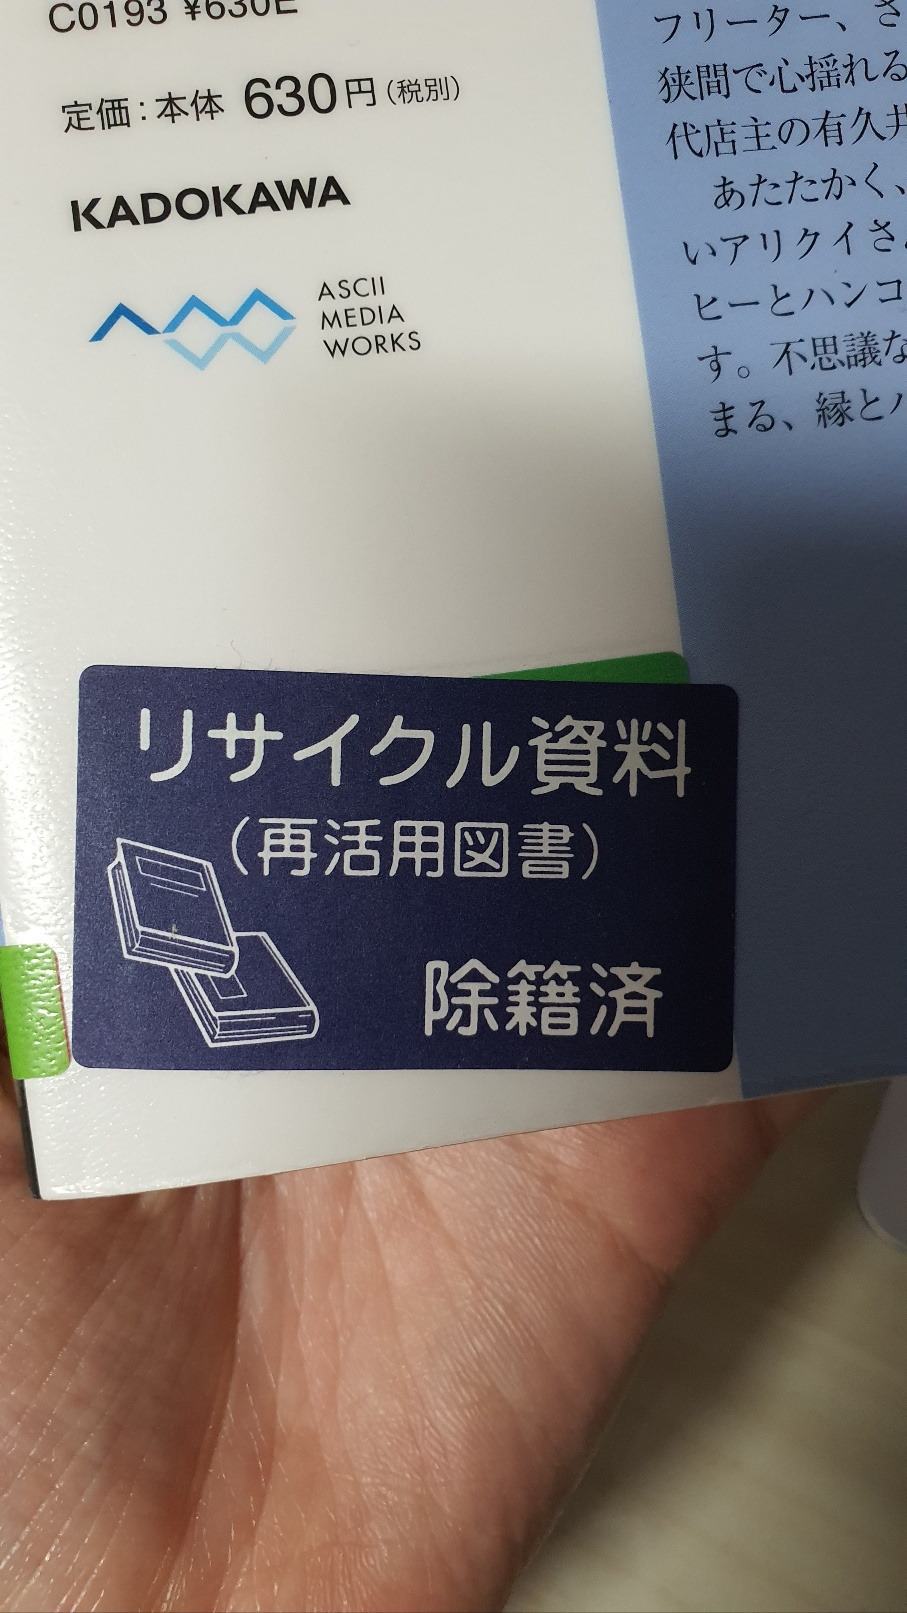 C0193 ¥630E
定価:本体 630円(税別)
KADOKAWA
ASCII
MEDIA
WORKS
フリーター、さ
狭間で心揺れる
代店主の有久井
あたたかく、
いアリクイさ
ヒーとハンコ
す。不思議な
まる、縁とハ
リサイクル資料
(再活用図書)
除籍済